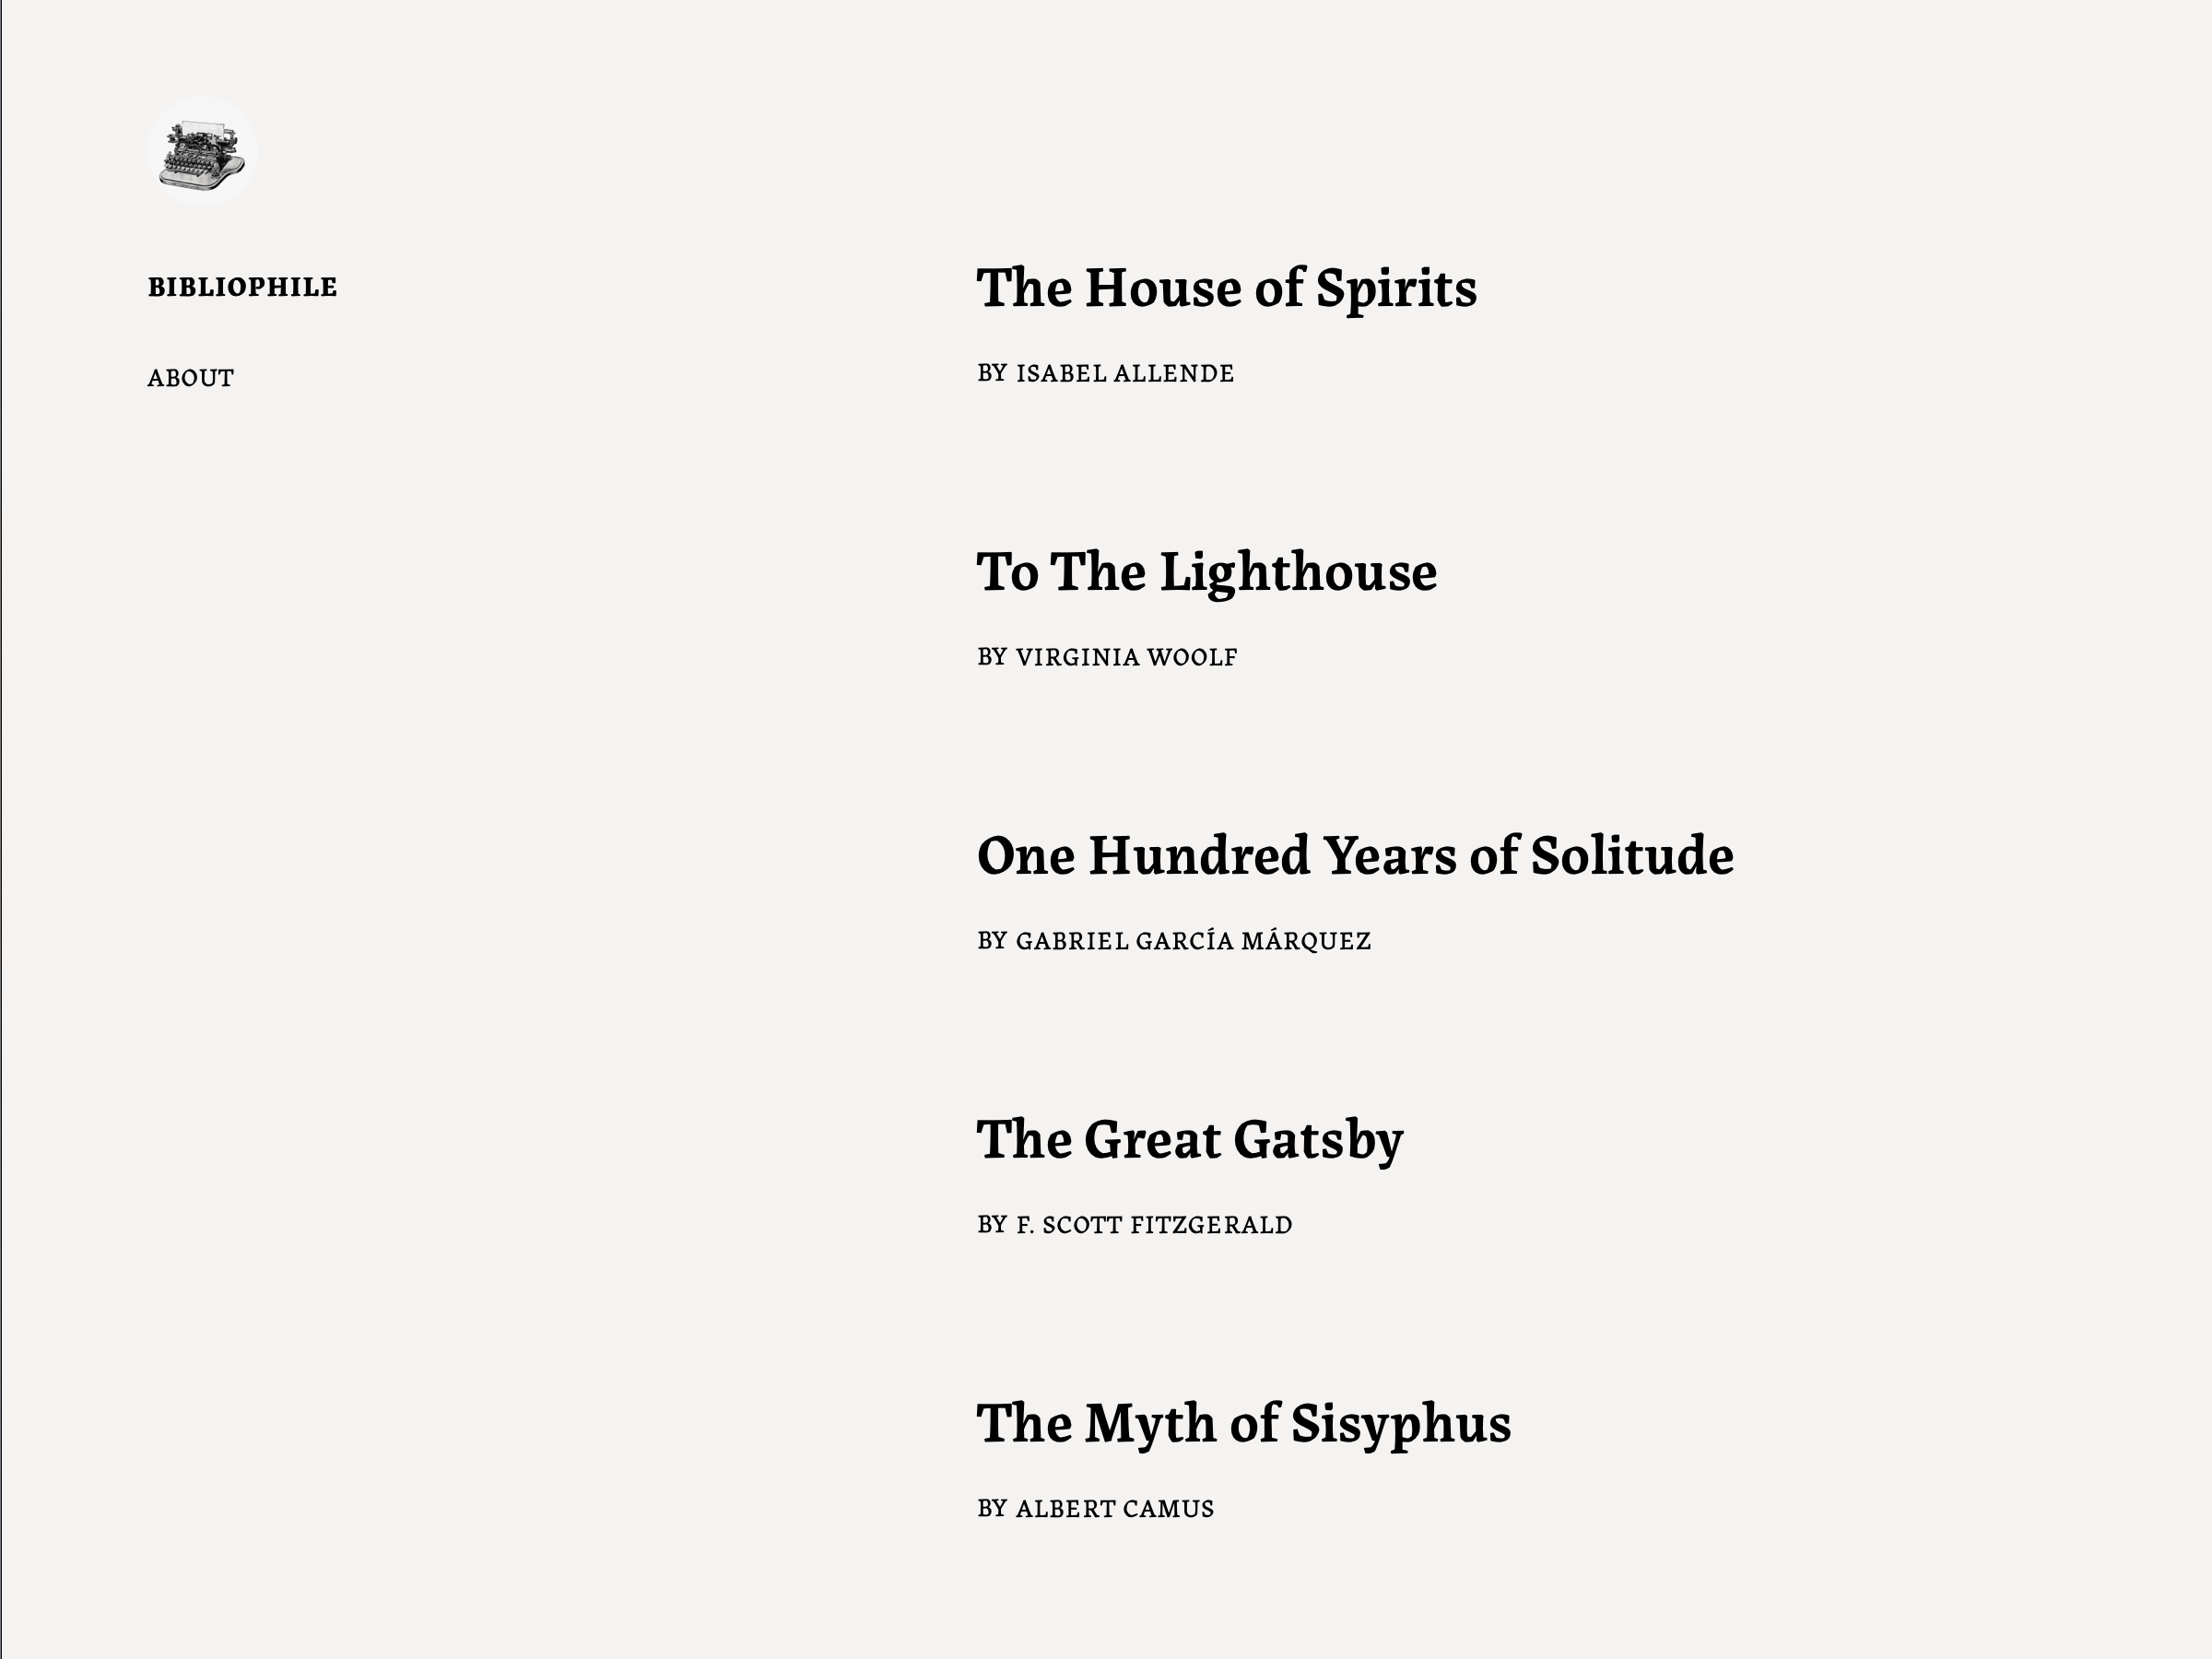 BIBLIOPHILE
ABOUT
The House of Spirits
BY ISABEL ALLENDE
To The Lighthouse
BY VIRGINIA WOOLF
One Hundred Years of Solitude
BY GABRIEL GARCÍA MÁRQUEZ
The Great Gatsby
BY F. SCOTT FITZGERALD
The Myth of Sisyphus
BY ALBERT CAMUS